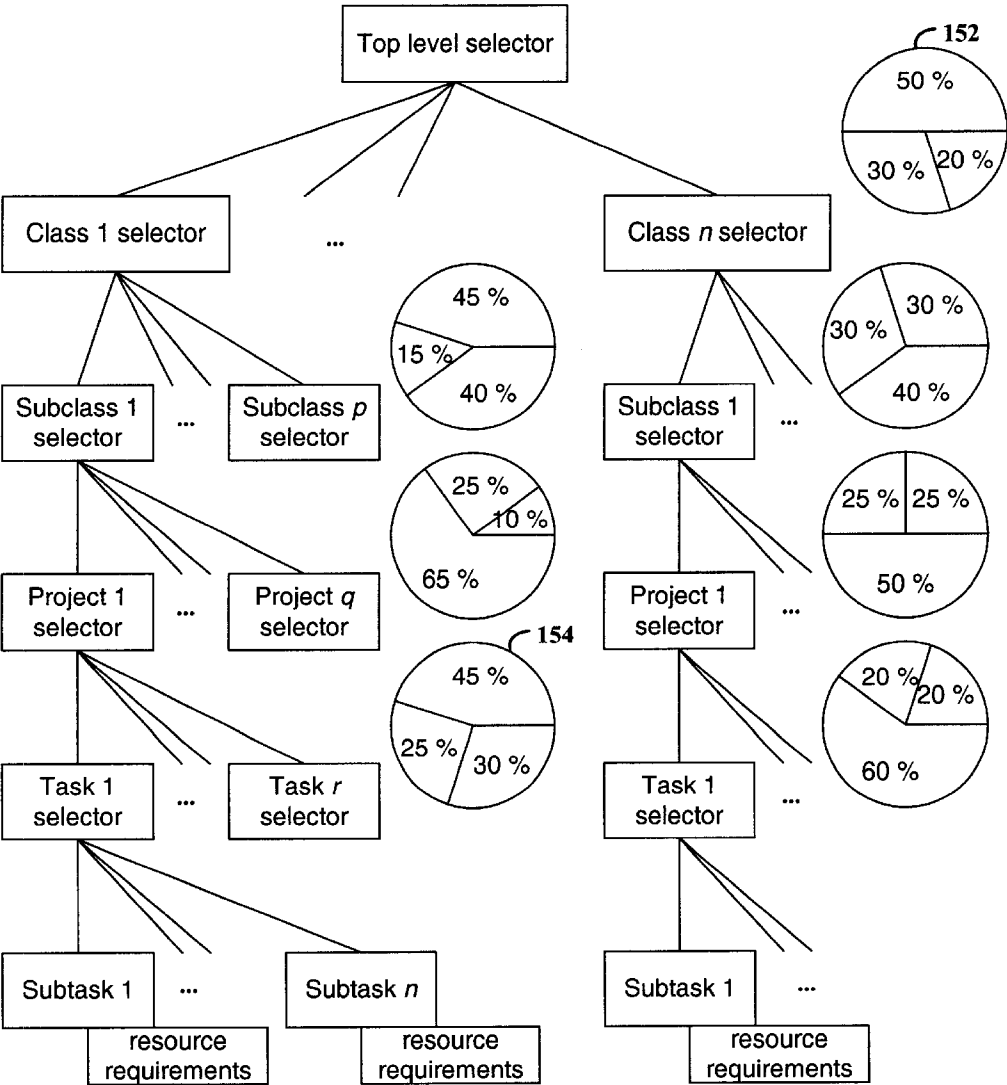 Top level selector
152
50 %
30 %
20 %
Class 1 selector
...
Class n selector
45 %
15 %
40 %
30 %
30 %
40 %
Subclass 1
selector
...
Subclass p
selector
Subclass 1
selector
...
25 %
10 %
65 %
25 %
25 %
50 %
Project 1
selector
...
Project q
selector
Project 1
selector
...
154
45 %
25 %
30 %
20 %
20 %
60 %
Task 1
selector
...
Task r
selector
Task 1
selector
...
Subtask 1
...
Subtask n
Subtask 1
...
resource
requirements
resource
requirements
resource
requirements